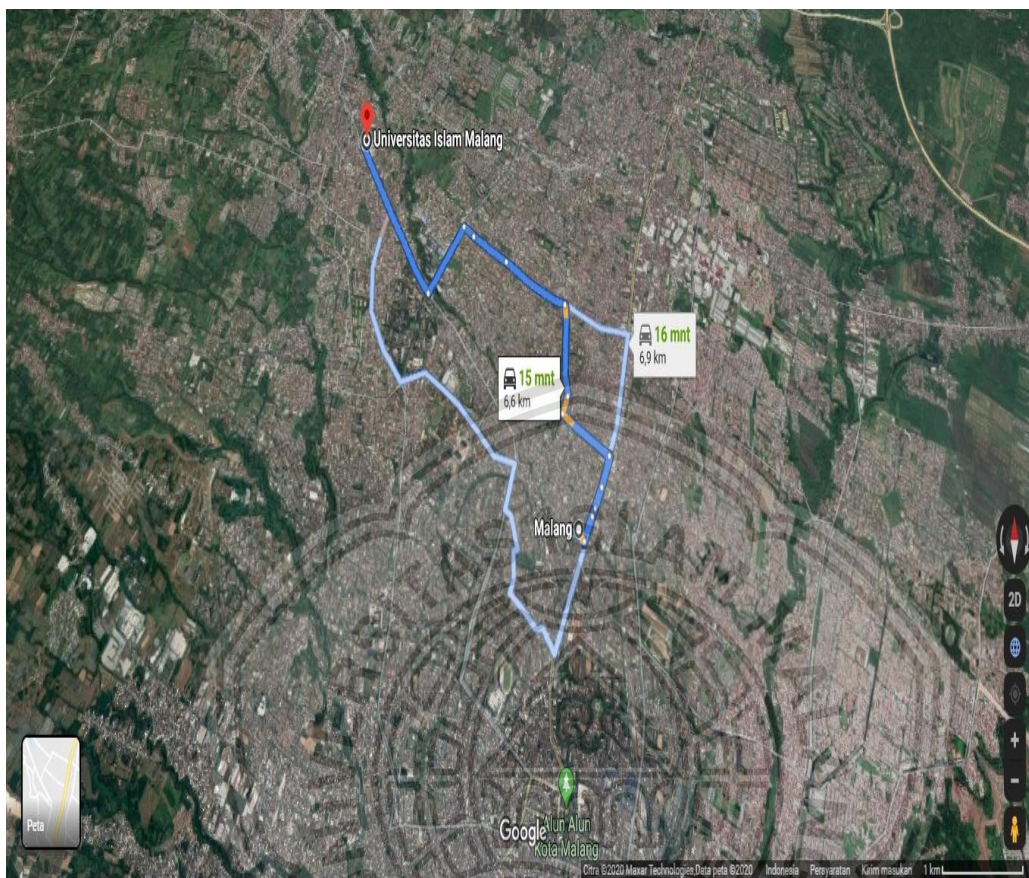 Universitas Islam Malang
16 mnt
6,9 km
15 mnt
6,6 km
Malang
2D
Peta
Google
Alun Alun
Kota Malang
Citra ©2020 Maxar Technologies,Data peta ©2020 Indonesia Persyaratan Kirim masukan 1 km